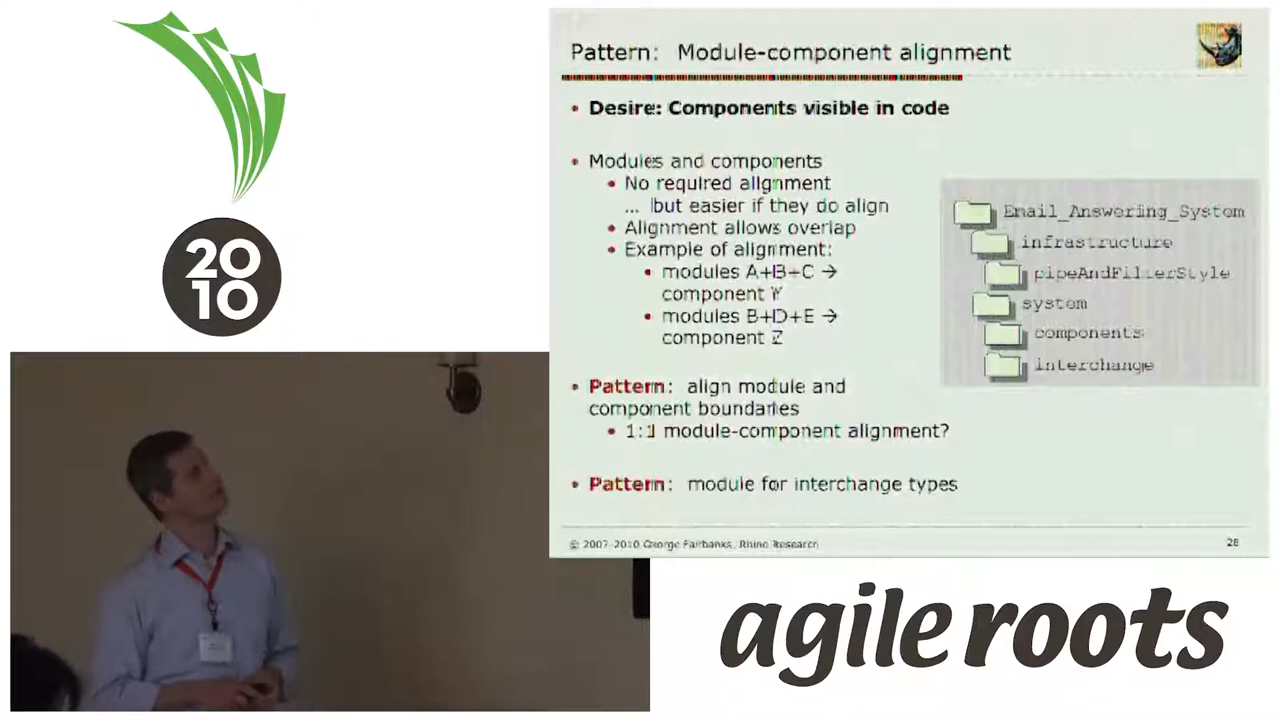 20
10
Pattern: Module-component alignment
• Desire: Components visible in code
• Modules and components
• No required alignment
... but easier if they do align
• Alignment allows overlap
• Example of alignment:
• modules A+B+C →
component Y
• modules B+D+E →
component Z
• Pattern: align module and
component boundaries
• 1:1 module-component alignment?
• Pattern: module for interchange types
Email_Answering_System
infrastructure
pipeAndFilterStyle
system
components
interchange
© 2007-2010 George Fairbanks, Rhino Research
28
agile roots